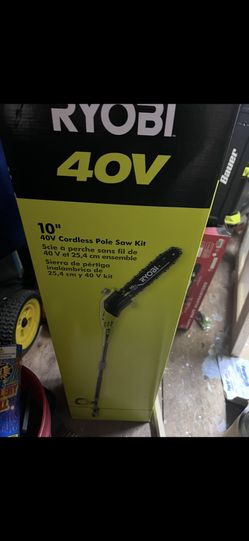 RYOBI
40V
10"
40V Cordless Pole Saw Kit
Scie à perche sans fil de
40 V et 25,4 cm ensemble
Sierra de pértiga
inalámbrica de
25,4 cm y 40 V kit
RYOBI
Bauer